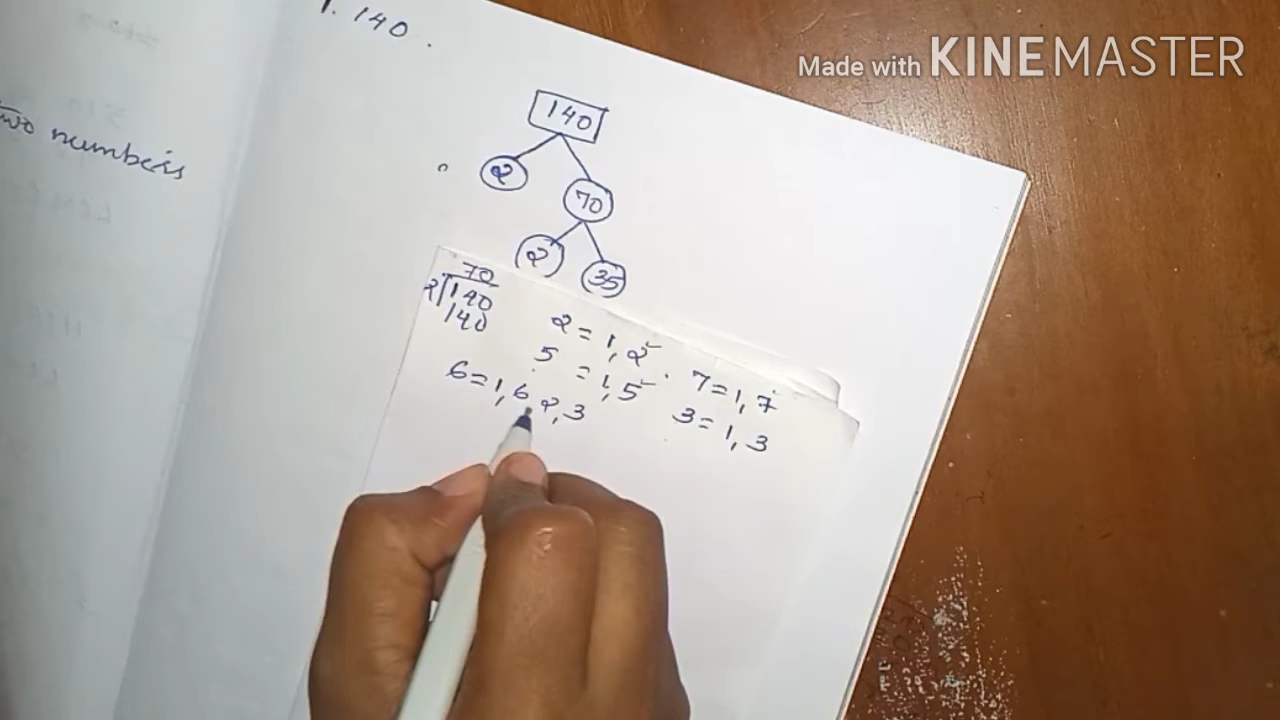 Made with KINEMASTER
1. 140.
two numbers
140
2 70
2 35
70
2 140
140
2 = 1, 2
5 = 1, 5
6 = 1, 6 2, 3
7 = 1, 7
3 = 1, 3